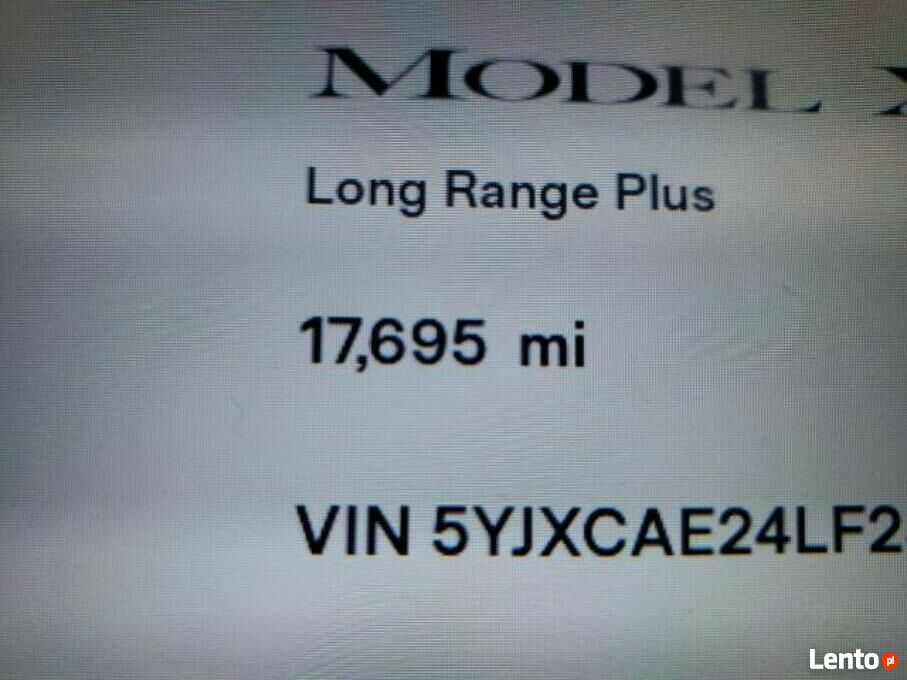 MODEL X
Long Range Plus
17,695 mi
VIN 5YJXCAE24LF2
Lento pl